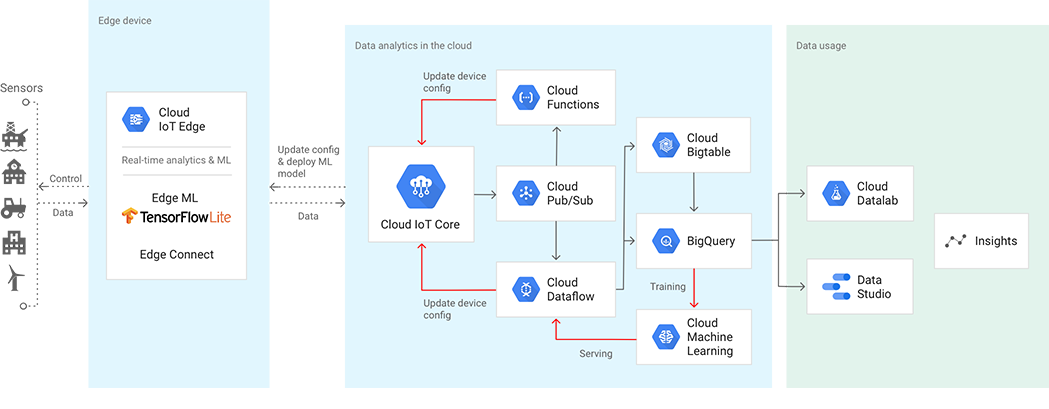 Edge device
Data analytics in the cloud
Data usage
Sensors
Cloud
IoT Edge
Real-time analytics & ML
Edge ML
TensorFlowLite
Edge Connect
Control
Data
Update config
& deploy ML
model
Data
Update device
config
Cloud
Functions
Cloud IoT Core
Cloud
Pub/Sub
Cloud
Dataflow
Update device
config
Cloud
Bigtable
BigQuery
Training
Cloud
Machine
Learning
Serving
Cloud
Datalab
Data
Studio
Insights